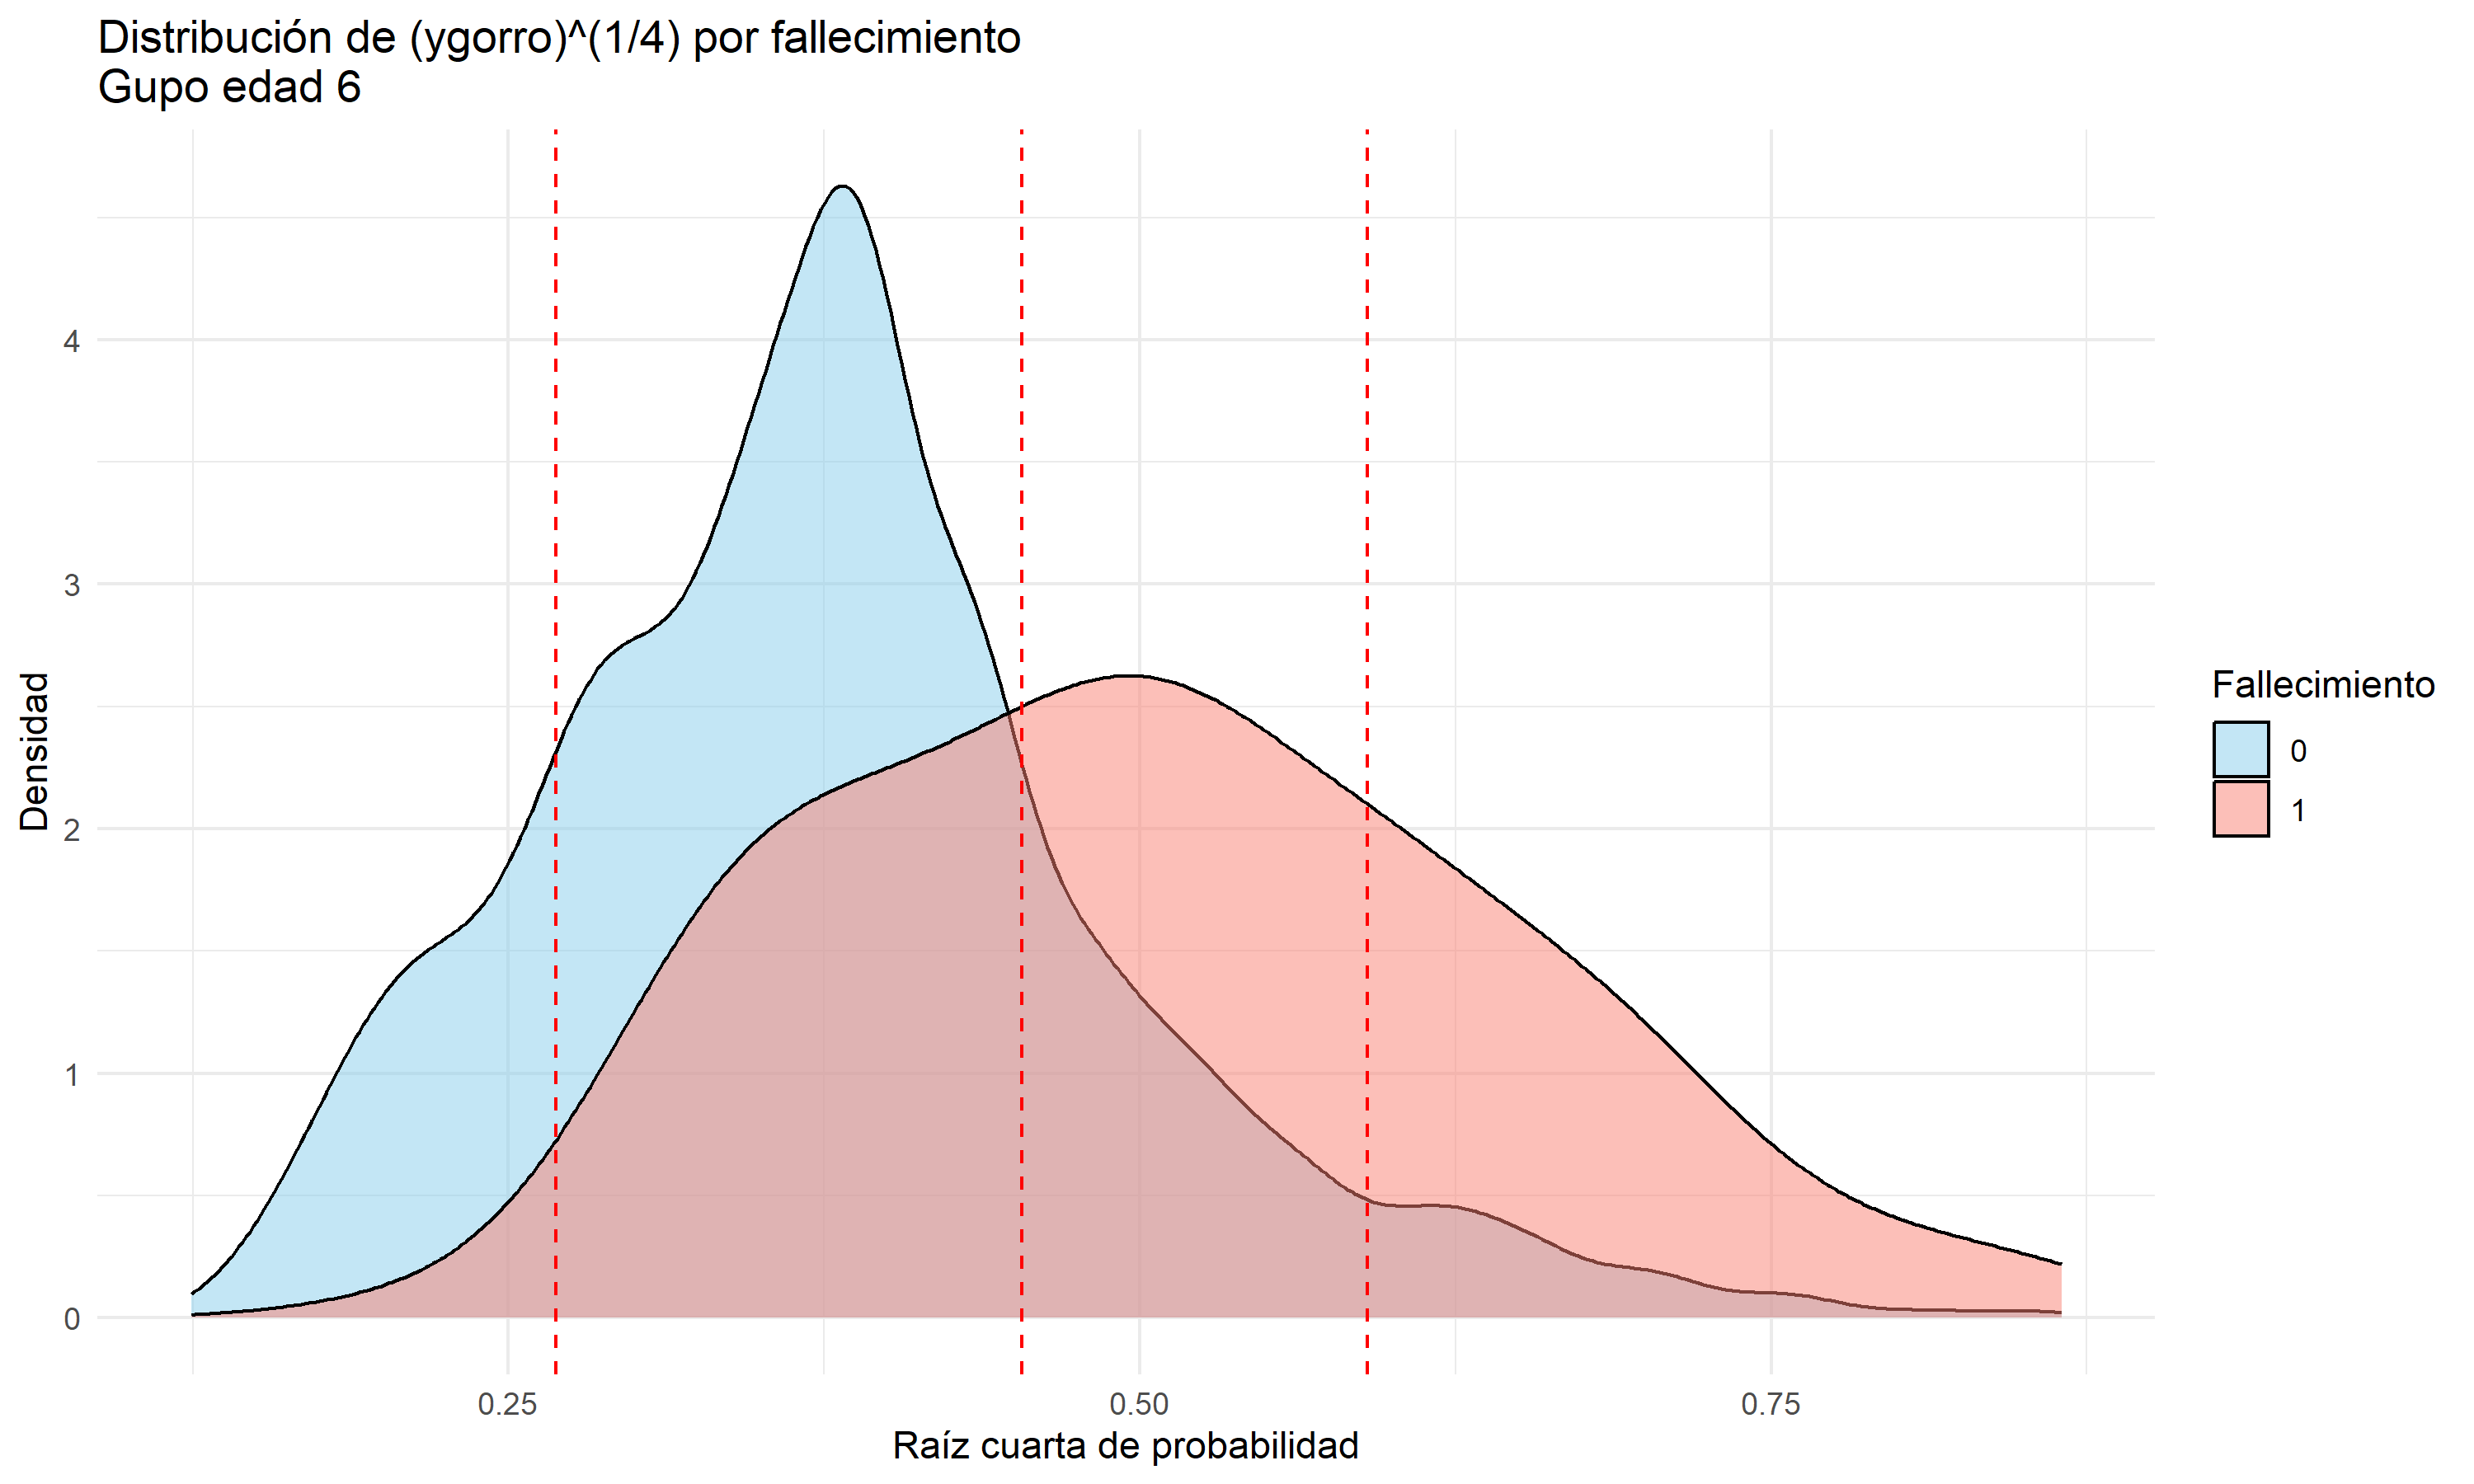 Distribución de (ygorro)^(1/4) por fallecimiento
Gupo edad 6
Densidad
4
3
2
1
0
0.25
0.50
0.75
Raíz cuarta de probabilidad
Fallecimiento
0
1